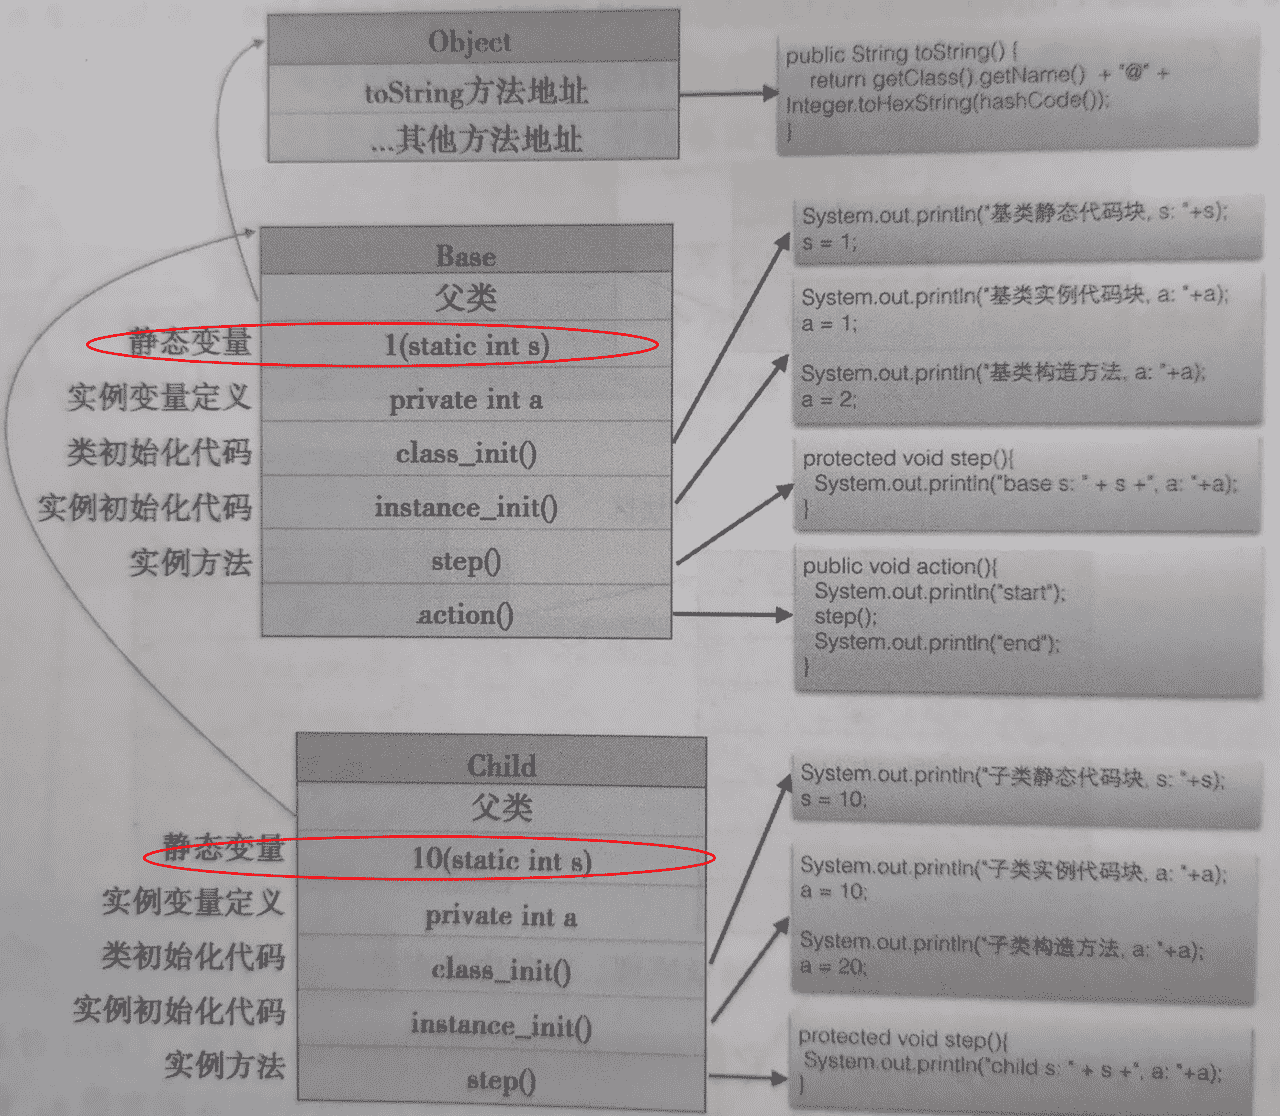 Object
toString方法地址
...其他方法地址
public String toString() {
return getClass().getName() + "@" +
Integer.toHexString(hashCode());
}
Base
父类
静态变量
1(static int s)
实例变量定义
private int a
类初始化代码
class_init()
实例初始化代码
instance_init()
实例方法
step()
action()
System.out.println("基类静态代码块, s: "+s);
s = 1;
System.out.println("基类实例代码块, a: "+a);
a = 1;
System.out.println("基类构造方法, a: "+a);
a = 2;
protected void step(){
System.out.println("base s: " + s +", a: "+a);
}
public void action(){
System.out.println("start");
step();
System.out.println("end");
}
Child
父类
静态变量
10(static int s)
实例变量定义
private int a
类初始化代码
class_init()
实例初始化代码
instance_init()
实例方法
step()
System.out.println("子类静态代码块, s: "+s);
s = 10;
System.out.println("子类实例代码块, a: "+a);
a = 10;
System.out.println("子类构造方法, a: "+a);
a = 20;
protected void step(){
System.out.println("child s: " + s +", a: "+a);
}